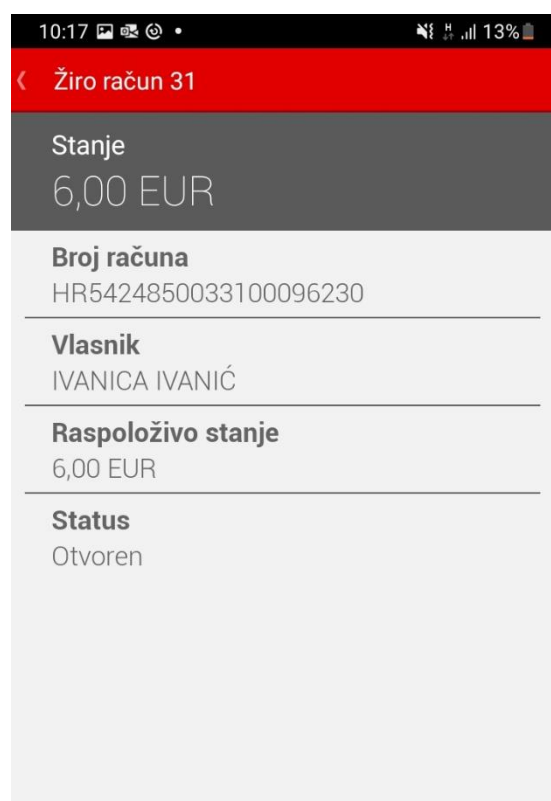 10:17 13%
Žiro račun 31
Stanje
6,00 EUR
Broj računa
HR5424850033100096230
Vlasnik
IVANICA IVANIĆ
Raspoloživo stanje
6,00 EUR
Status
Otvoren